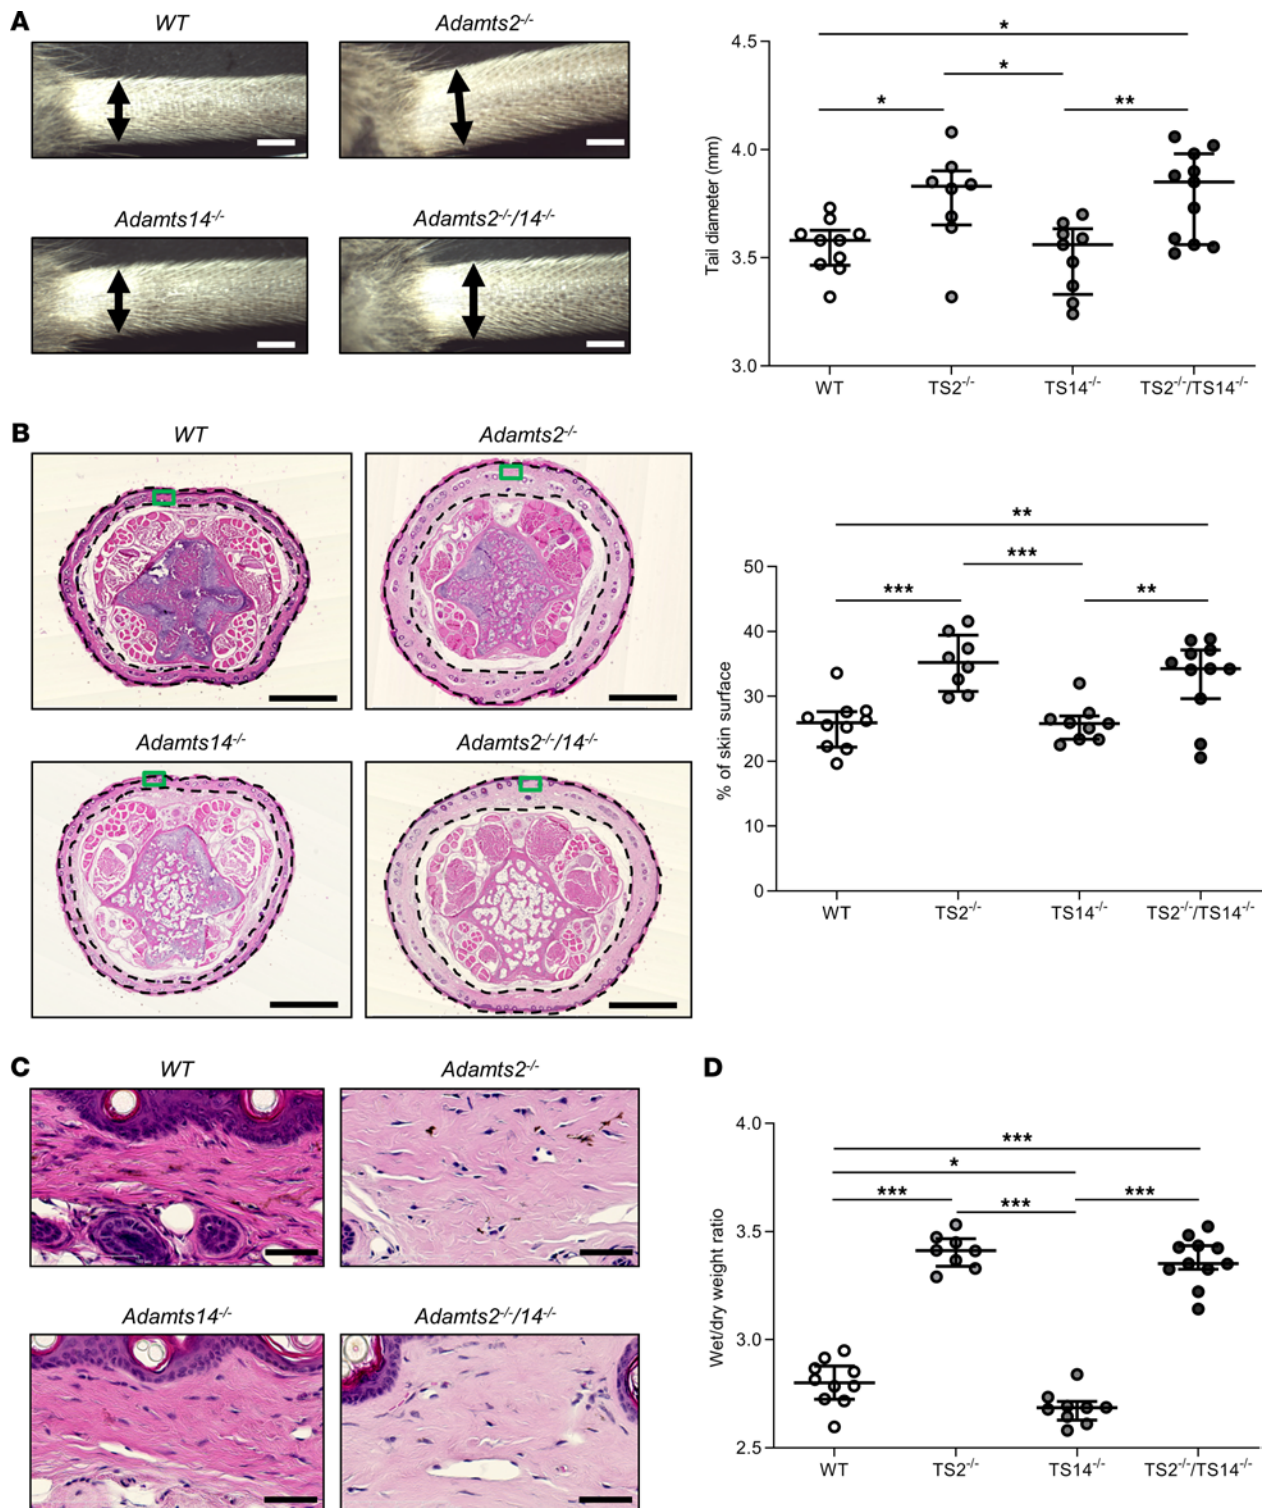 A
WT
Adamts2-/-
Adamts14-/-
Adamts2-/-/14-/-
*
*
*
**
4.5
4.0
3.5
3.0
Tail diameter (mm)
WT
TS2-/-
TS14-/-
TS2-/-/TS14-/-
B
WT
Adamts2-/-
Adamts14-/-
Adamts2-/-/14-/-
**
***
***
**
50
40
30
20
10
0
% of skin surface
WT
TS2-/-
TS14-/-
TS2-/-/TS14-/-
C
WT
Adamts2-/-
Adamts14-/-
Adamts2-/-/14-/-
D
***
*
***
***
***
4.0
3.5
3.0
2.5
Wet/dry weight ratio
WT
TS2-/-
TS14-/-
TS2-/-/TS14-/-